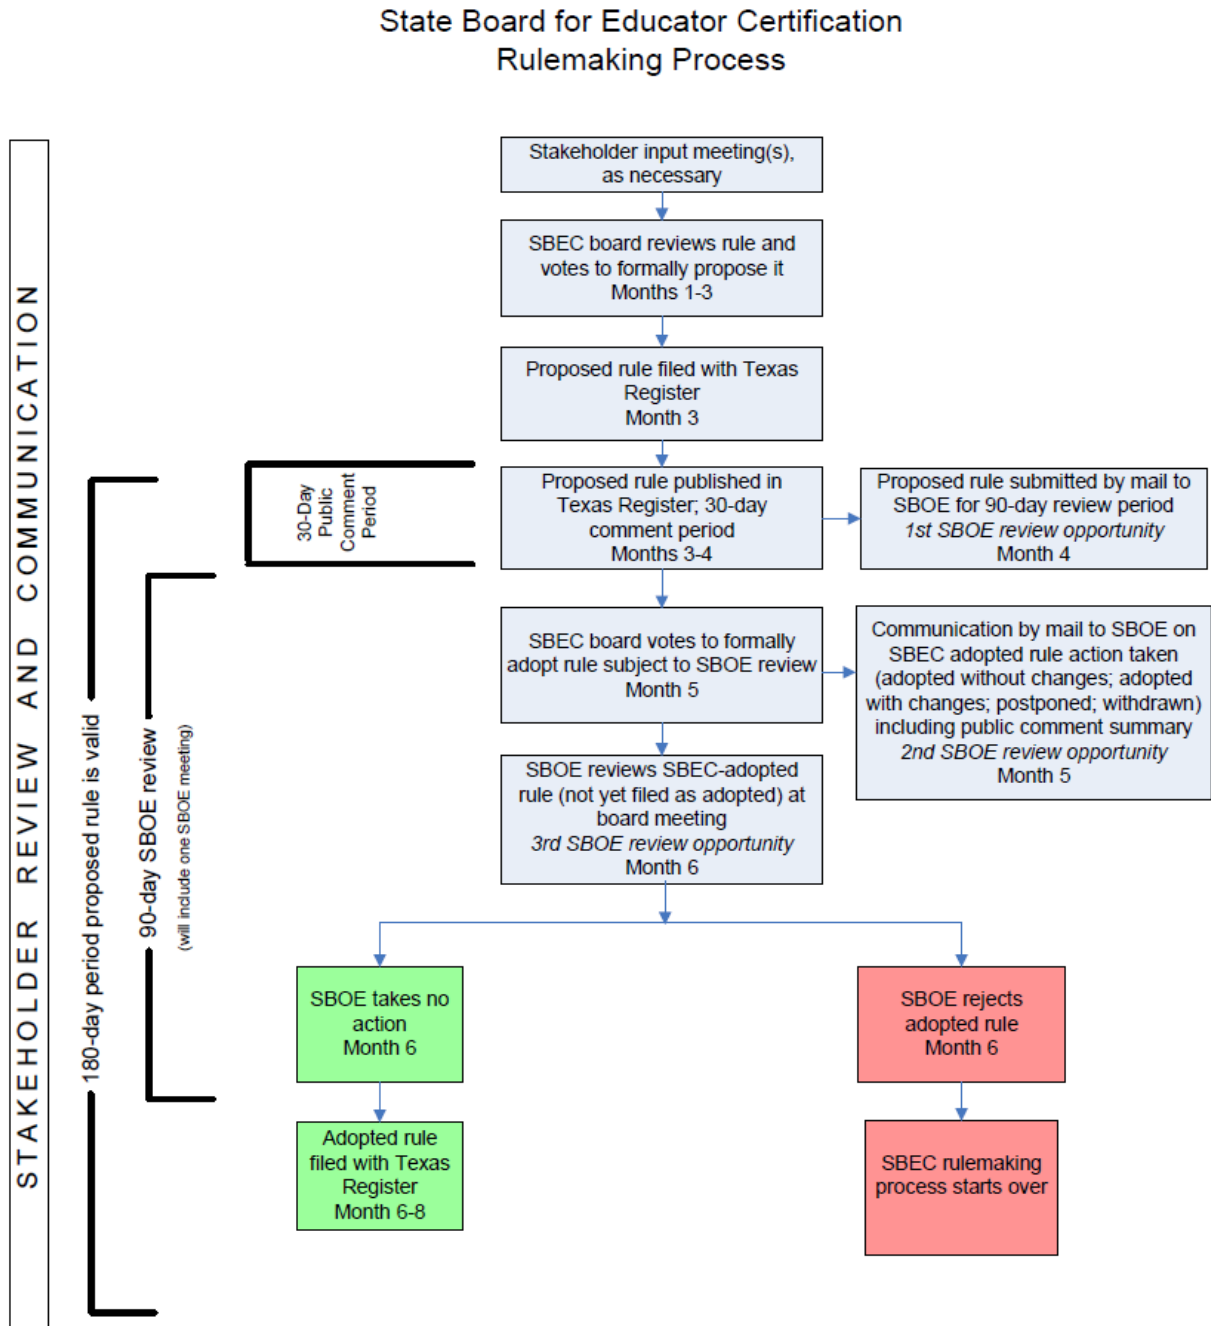 State Board for Educator Certification
Rulemaking Process
STAKEHOLDER REVIEW AND COMMUNICATION
Stakeholder input meeting(s),
as necessary
SBEC board reviews rule and
votes to formally propose it
Months 1-3
Proposed rule filed with Texas
Register
Month 3
180-day period proposed rule is valid
90-day SBOE review
(will include one SBOE meeting)
30-Day
Public
Comment
Period
Proposed rule published in
Texas Register; 30-day
comment period
Months 3-4
Proposed rule submitted by mail to
SBOE for 90-day review period
1st SBOE review opportunity
Month 4
SBEC board votes to formally
adopt rule subject to SBOE review
Month 5
Communication by mail to SBOE on
SBEC adopted rule action taken
(adopted without changes; adopted
with changes; postponed; withdrawn)
including public comment summary
2nd SBOE review opportunity
Month 5
SBOE reviews SBEC-adopted
rule (not yet filed as adopted) at
board meeting
3rd SBOE review opportunity
Month 6
SBOE takes no
action
Month 6
SBOE rejects
adopted rule
Month 6
Adopted rule
filed with Texas
Register
Month 6-8
SBEC rulemaking
process starts over